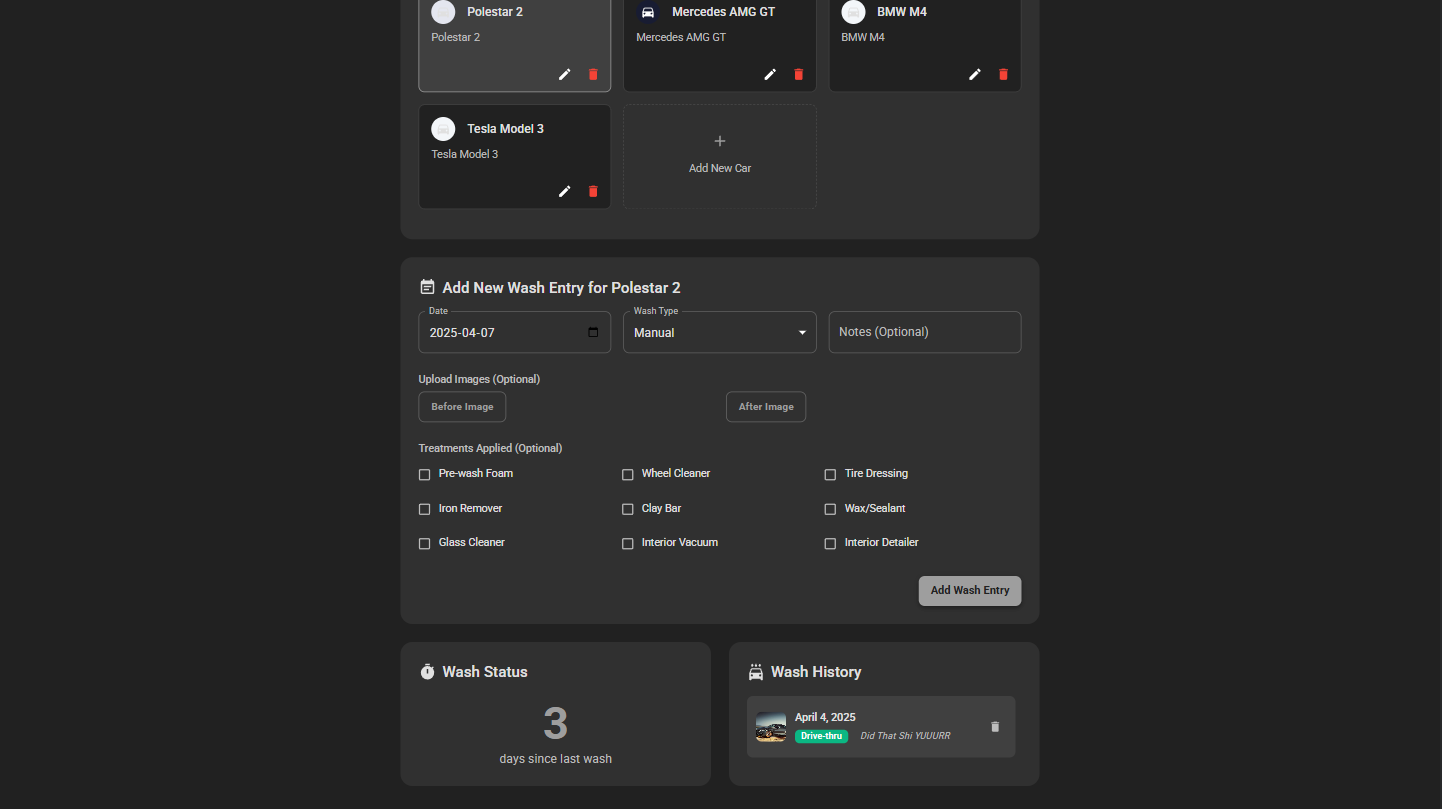 Polestar 2
Mercedes AMG GT
BMW M4
Polestar 2
Mercedes AMG GT
BMW M4
Tesla Model 3
Tesla Model 3
Add New Car
Add New Wash Entry for Polestar 2
Date
Wash Type
2025-04-07
Manual
Notes (Optional)
Upload Images (Optional)
Before Image
After Image
Treatments Applied (Optional)
Pre-wash Foam
Wheel Cleaner
Tire Dressing
Iron Remover
Clay Bar
Wax/Sealant
Glass Cleaner
Interior Vacuum
Interior Detailer
Add Wash Entry
Wash Status
3
days since last wash
Wash History
April 4, 2025
Drive-thru
Did That Shi YUUURR